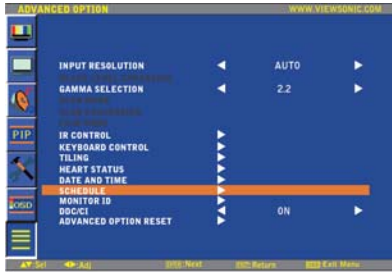 ADVANCED OPTION WWW.VIEWSONIC.COM
INPUT RESOLUTION AUTO
GAMMA SELECTION 2.2
IR CONTROL
PIP KEYBOARD CONTROL
TILING
HEART STATUS
DATE AND TIME
SCHEDULE
MONITOR ID
OSD DDC/CI ON
ADVANCED OPTION RESET
Sel Adj Next Return Exit Menu